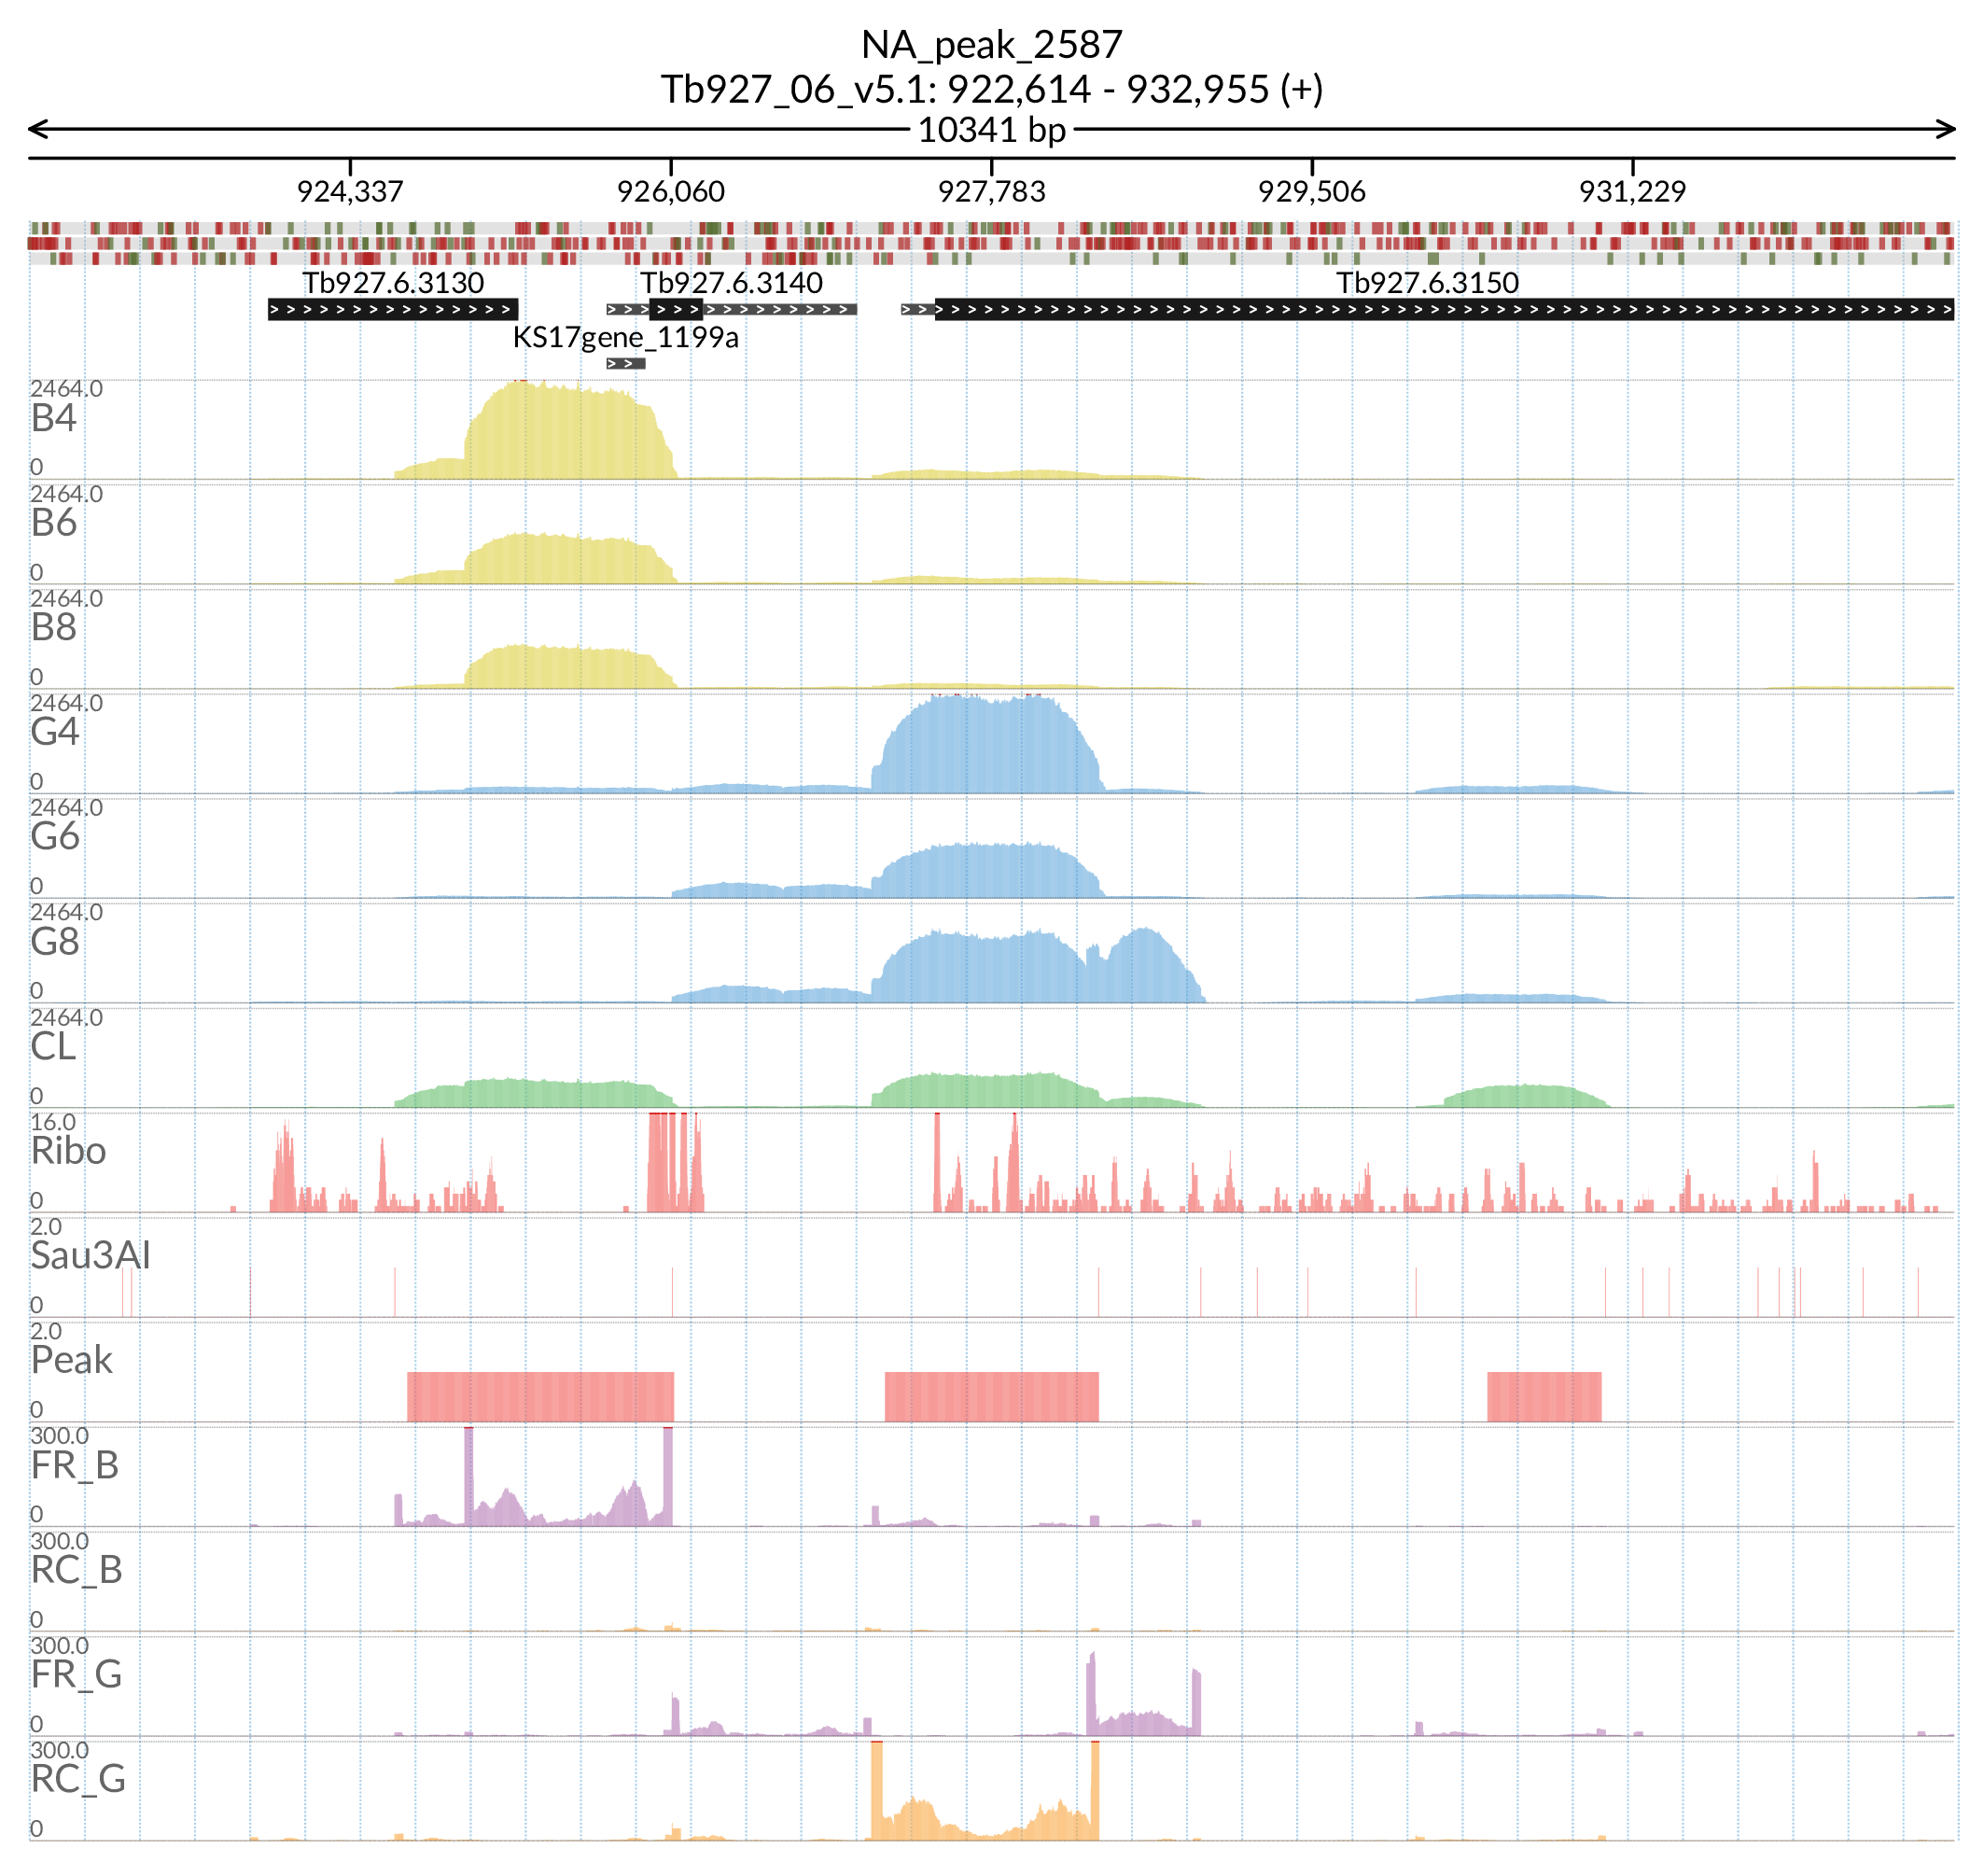 NA_peak_2587
Tb927_06_v5.1: 922,614 - 932,955 (+)
10341 bp
924,337 926,060 927,783 929,506 931,229
Tb927.6.3130 Tb927.6.3140 Tb927.6.3150
KS17gene_1199a
2464.0
B4
0
2464.0
B6
0
2464.0
B8
0
2464.0
G4
0
2464.0
G6
0
2464.0
G8
0
2464.0
CL
0
16.0
Ribo
0
2.0
Sau3AI
0
2.0
Peak
0
300.0
FR_B
0
300.0
RC_B
0
300.0
FR_G
0
300.0
RC_G
0